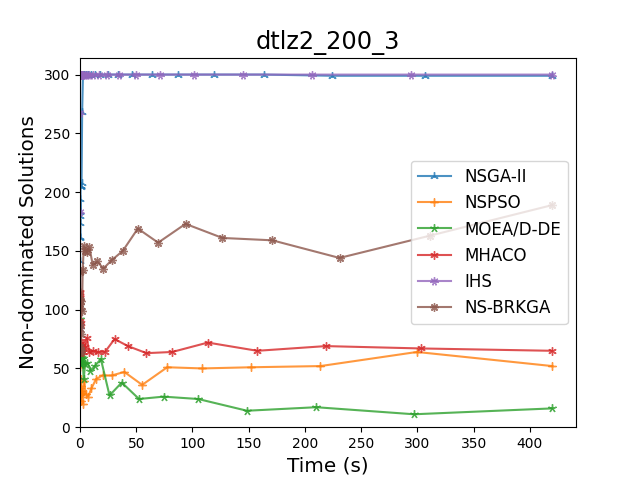 dtlz2_200_3
Non-dominated Solutions
300
250
200
150
100
50
0
0 50 100 150 200 250 300 350 400
Time (s)
NSGA-II
NSPSO
MOEA/D-DE
MHACO
IHS
NS-BRKGA